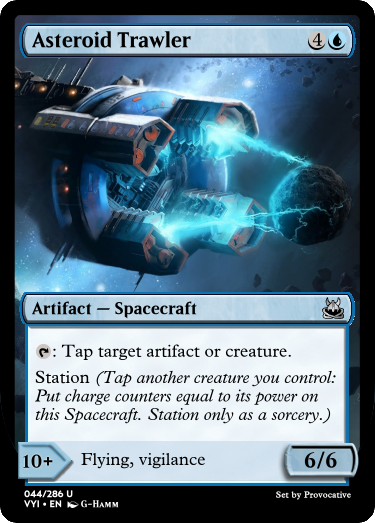 Asteroid Trawler 4
Artifact — Spacecraft
: Tap target artifact or creature.
Station (Tap another creature you control:
Put charge counters equal to its power on
this Spacecraft. Station only as a sorcery.)
10+ Flying, vigilance
6/6
044/286 U
VYI • EN G-Hamm
Set by Provocative